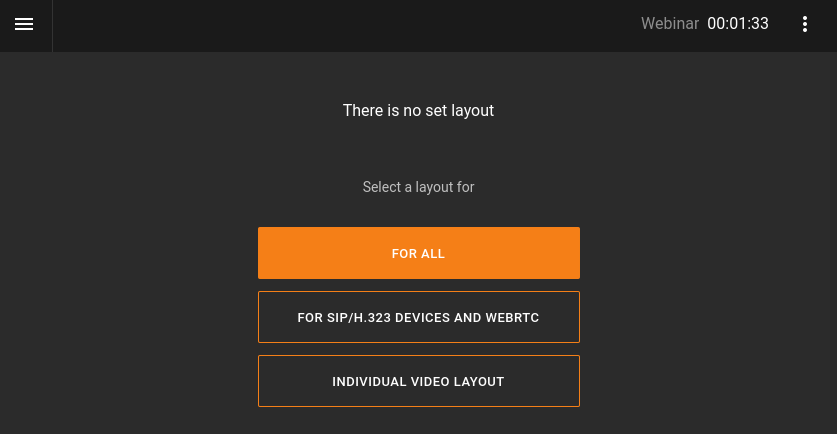 Webinar 00:01:33
There is no set layout
Select a layout for
FOR ALL
FOR SIP/H.323 DEVICES AND WEBRTC
INDIVIDUAL VIDEO LAYOUT